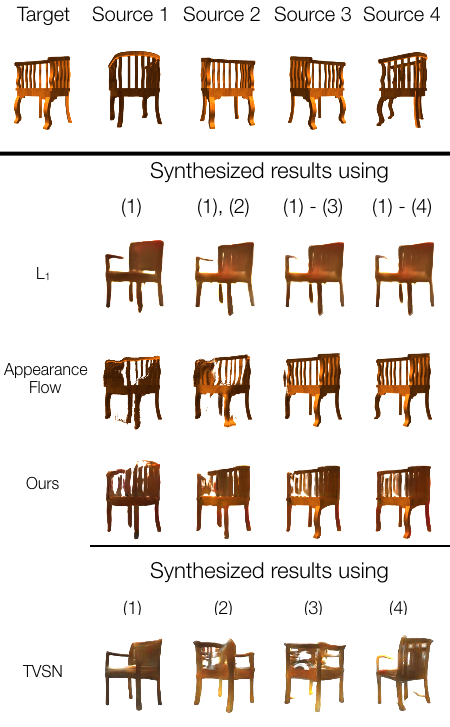 Target Source 1 Source 2 Source 3 Source 4
Synthesized results using
(1) (1), (2) (1) - (3) (1) - (4)
L₁
Appearance
Flow
Ours
Synthesized results using
(1) (2) (3) (4)
TVSN